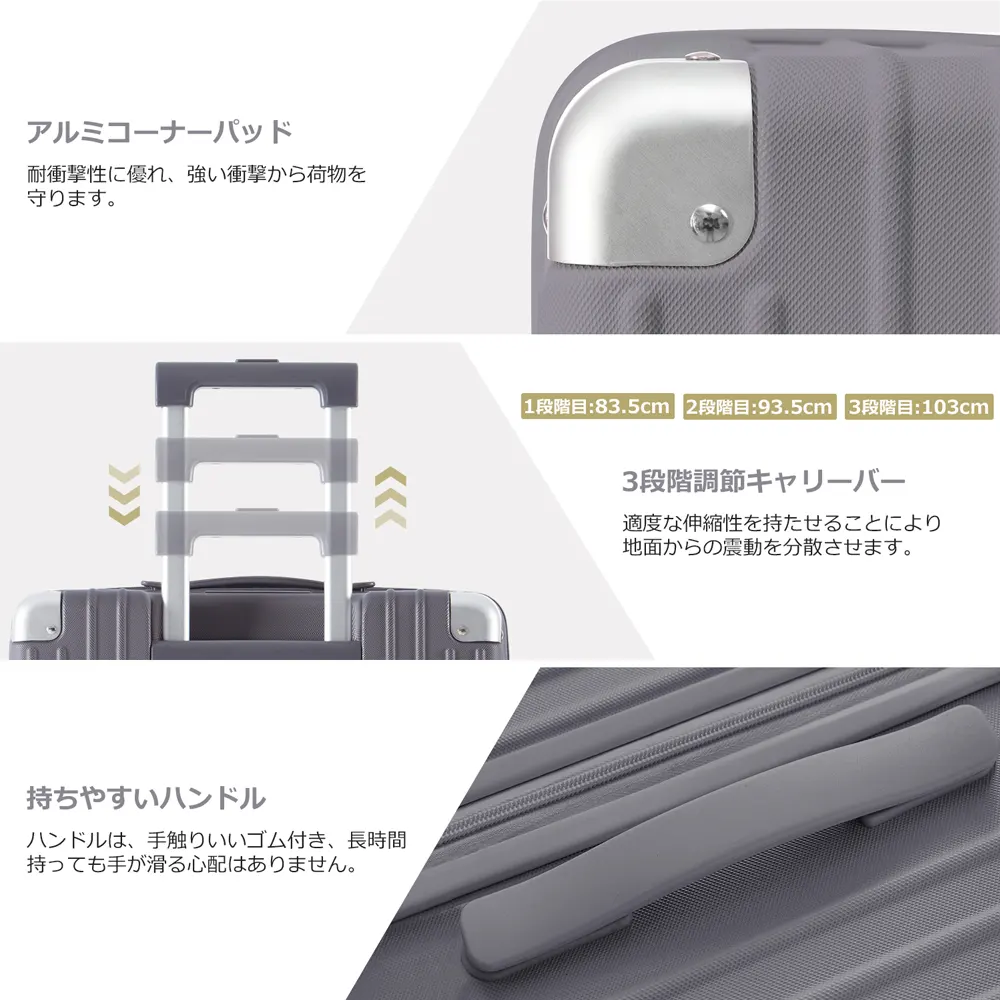 アルミコーナーパッド
耐衝撃性に優れ、強い衝撃から荷物を
守ります。
1段階目:83.5cm 2段階目:93.5cm 3段階目:103cm
3段階調節キャリーバー
適度な伸縮性を持たせることにより
地面からの震動を分散させます。
持ちやすいハンドル
ハンドルは、手触りいいゴム付き、長時間
持っても手が滑る心配はありません。